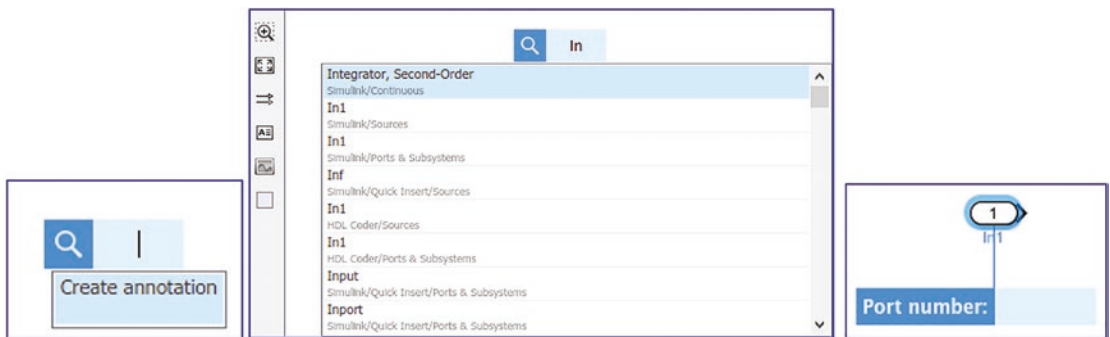 Create annotation
In
Integrator, Second-Order
Simulink/Continuous
In1
Simulink/Sources
In1
Simulink/Ports & Subsystems
Inf
Simulink/Quick Insert/Sources
In1
HDL Coder/Sources
In1
HDL Coder/Ports & Subsystems
Input
Simulink/Quick Insert/Ports & Subsystems
Inport
Simulink/Quick Insert/Ports & Subsystems
1
In1
Port number: